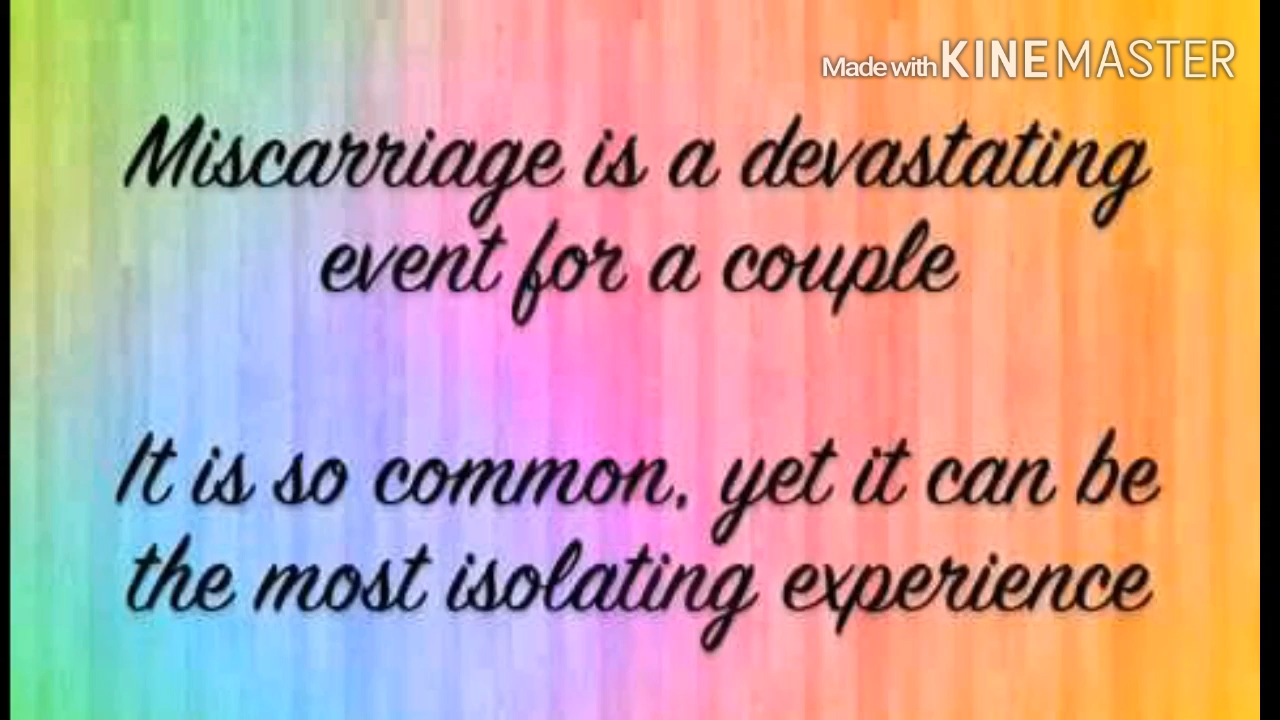 Made with KINEMASTER
Miscarriage is a devastating
event for a couple
It is so common, yet it can be
the most isolating experience